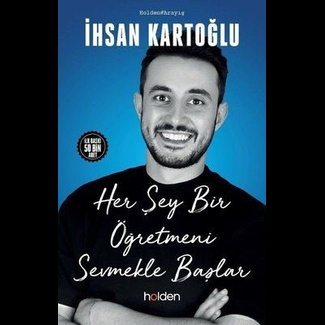 Holden#Arayış
İHSAN KARTOĞLU
İLK BASKI
50 BİN
ADET
Her Şey Bir
Öğretmeni
Sevmekle Başlar
holden